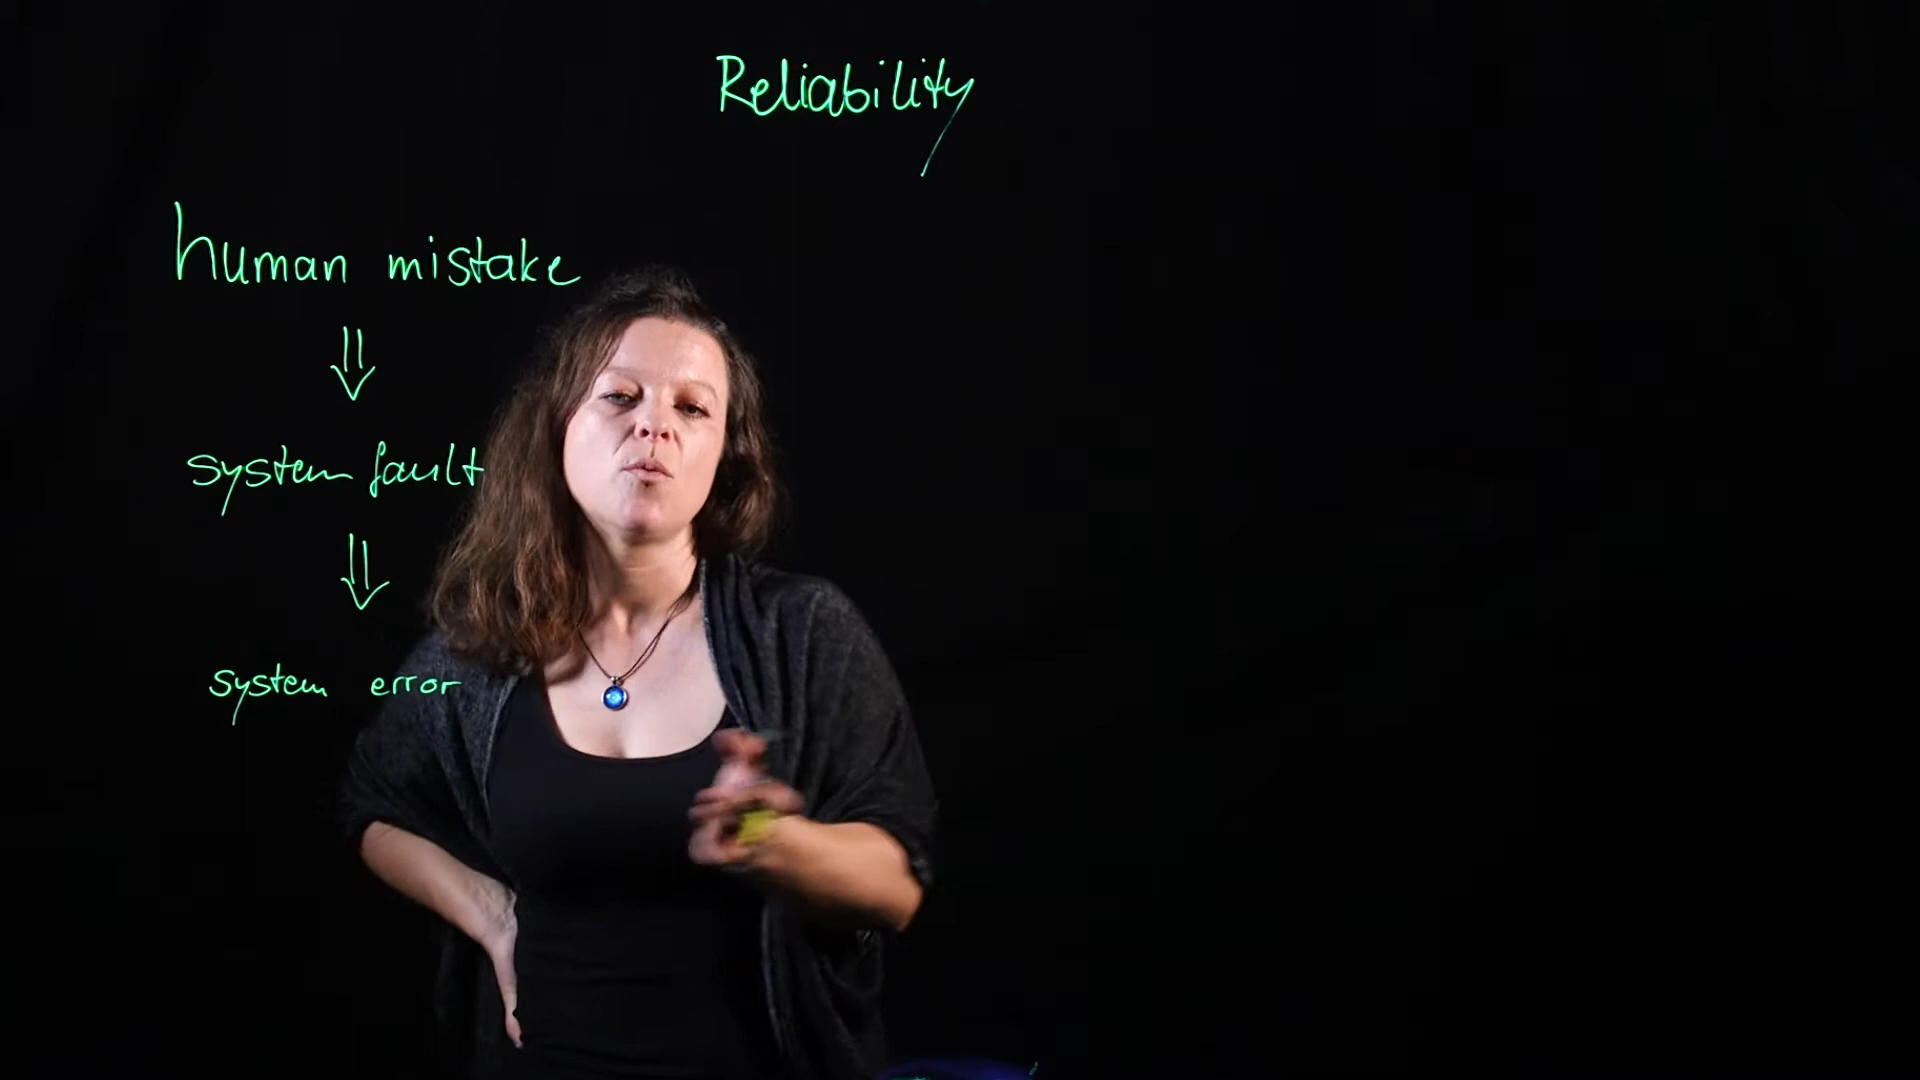 Reliability
human mistake
system fault
system error